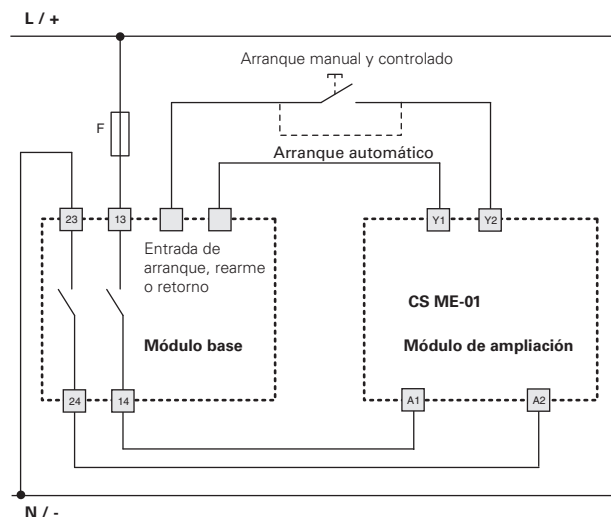 L / +
Arranque manual y controlado
F
Arranque automático
23
13
Y1
Y2
Entrada de
arranque, rearme
o retorno
CS ME-01
Módulo base
Módulo de ampliación
24
14
A1
A2
N / -